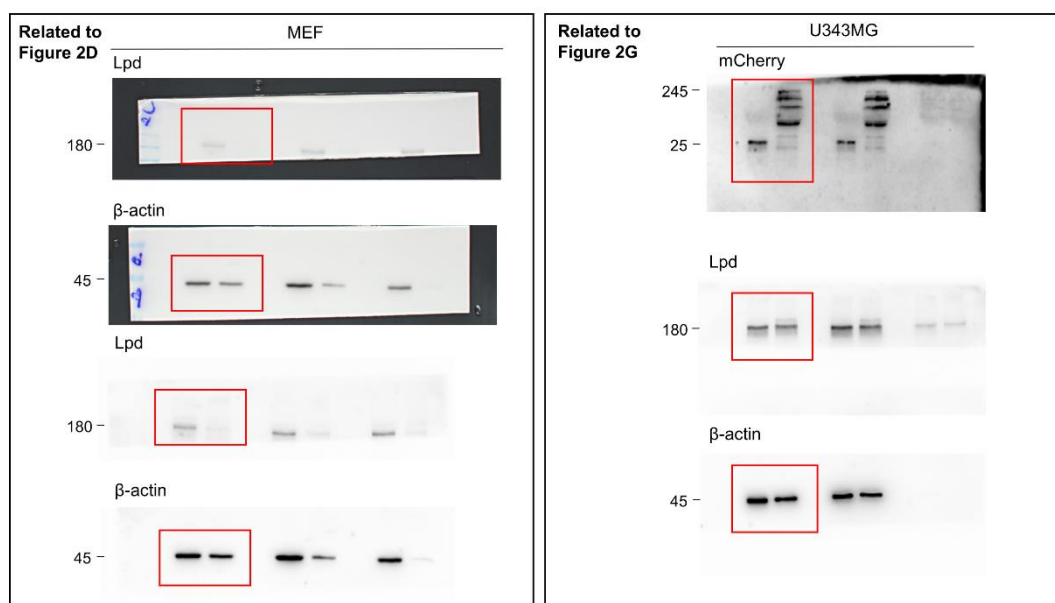 Related to
Figure 2D
MEF
Lpd
180
β-actin
45
Lpd
180
β-actin
45
Related to
Figure 2G
U343MG
mCherry
245
25
Lpd
180
β-actin
45